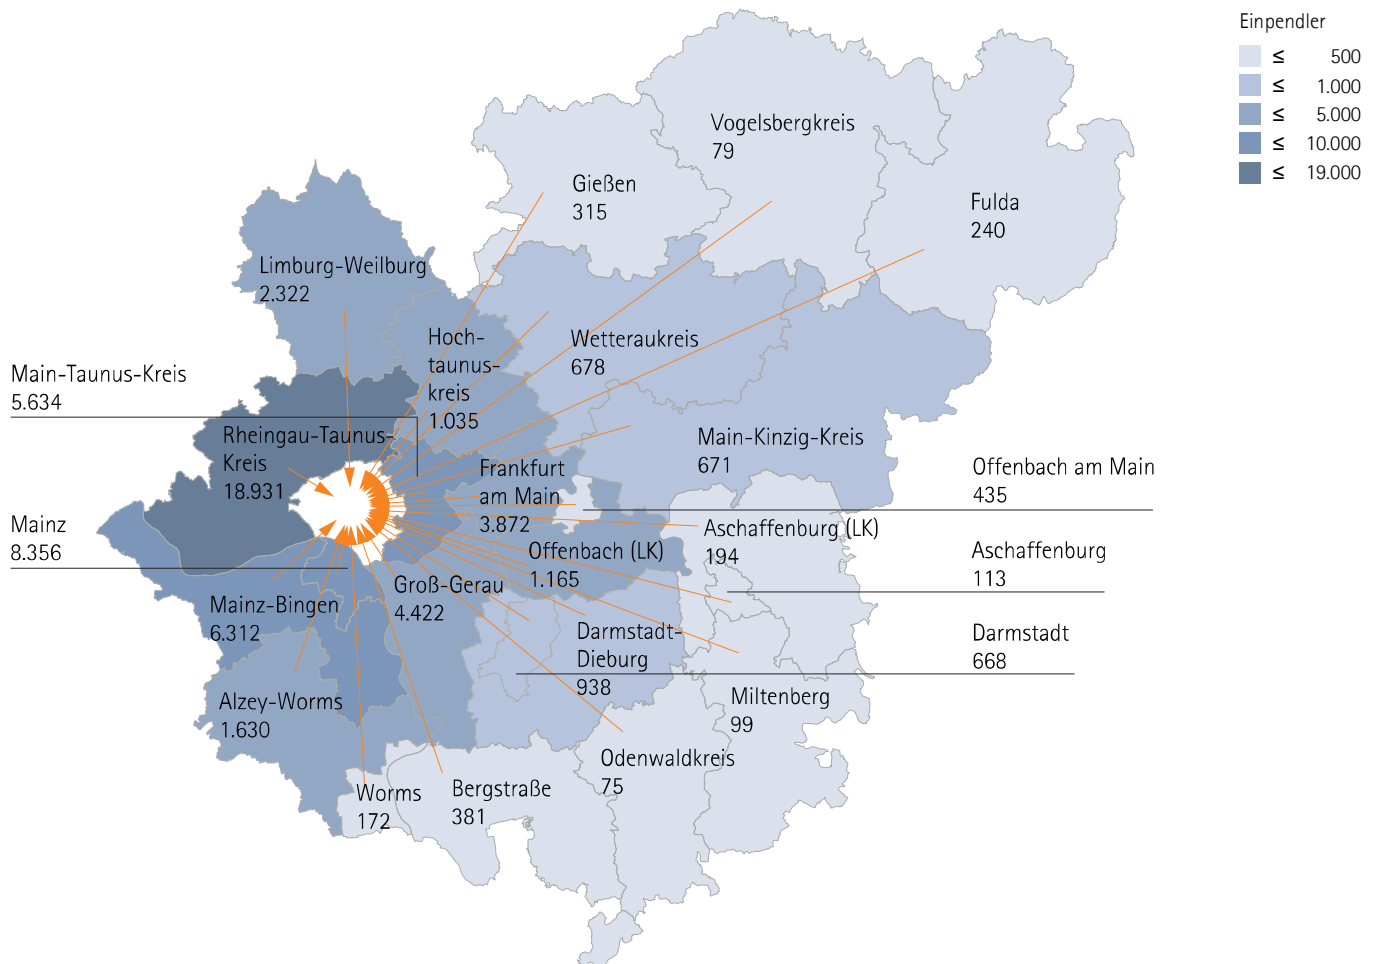 Einpendler
≤ 500
≤ 1.000
≤ 5.000
≤ 10.000
≤ 19.000
Vogelsbergkreis
79
Gießen
315
Fulda
240
Limburg-Weilburg
2.322
Hoch-
taunus-
kreis
1.035
Wetteraukreis
678
Main-Taunus-Kreis
5.634
Rheingau-Taunus-
Kreis
18.931
Main-Kinzig-Kreis
671
Frankfurt
am Main
3.872
Offenbach am Main
435
Mainz
8.356
Aschaffenburg (LK)
194
Offenbach (LK)
1.165
Aschaffenburg
113
Groß-Gerau
4.422
Mainz-Bingen
6.312
Darmstadt-
Dieburg
938
Darmstadt
668
Alzey-Worms
1.630
Miltenberg
99
Odenwaldkreis
75
Worms
172
Bergstraße
381